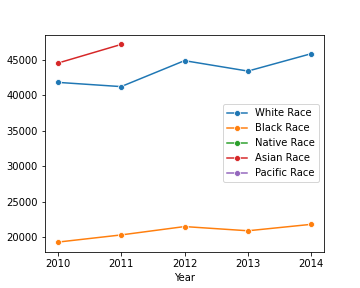 45000
40000
35000
30000
25000
20000
White Race
Black Race
Native Race
Asian Race
Pacific Race
2010 2011 2012 2013 2014
Year